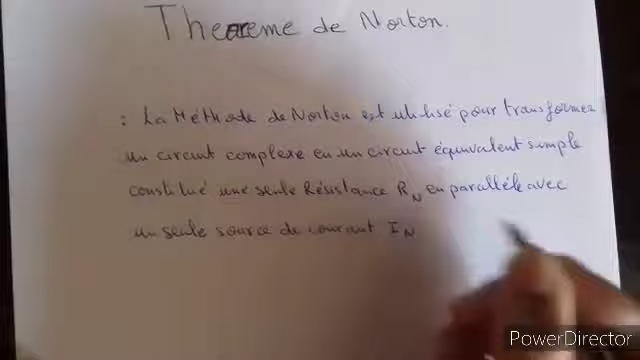 Theoreme de Norton.
: La Méthode de Norton est utilisé pour transformer
un circuit complexe en un circuit équivalent simple
constitué une seule Résistance RN en parallèle avec
un seule source de courant IN
PowerDirector